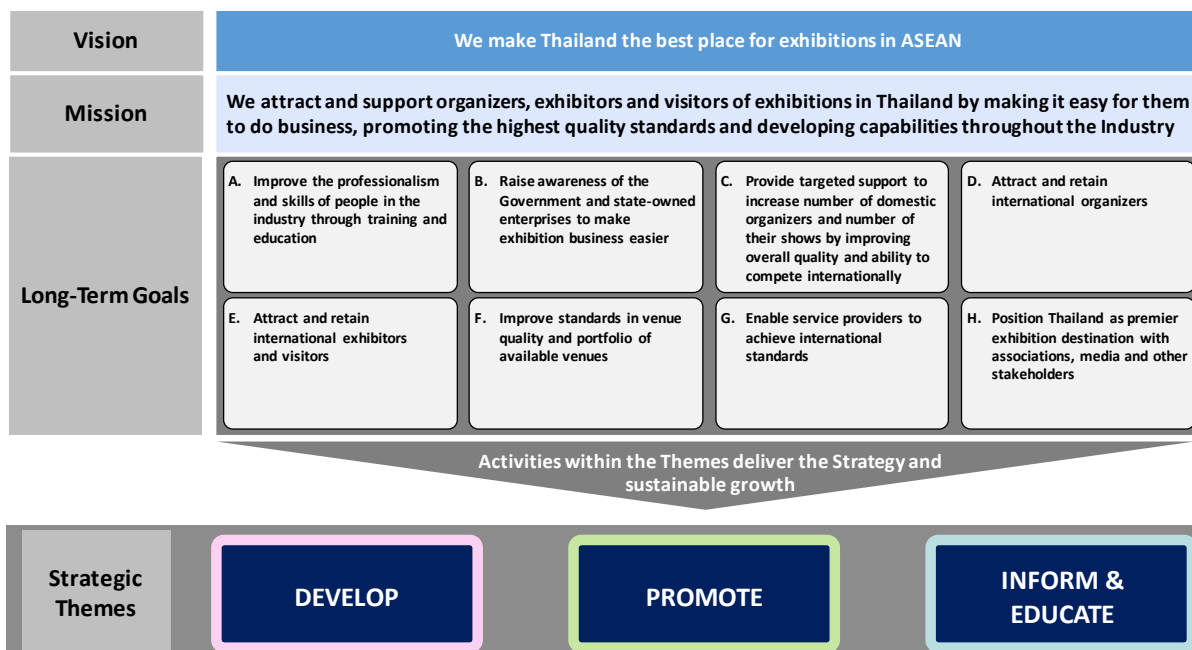 Vision
We make Thailand the best place for exhibitions in ASEAN
Mission
We attract and support organizers, exhibitors and visitors of exhibitions in Thailand by making it easy for them
to do business, promoting the highest quality standards and developing capabilities throughout the Industry
Long-Term Goals
A. Improve the professionalism
and skills of people in the
industry through training and
education
B. Raise awareness of the
Government and state-owned
enterprises to make
exhibition business easier
C. Provide targeted support to
increase number of domestic
organizers and number of
their shows by improving
overall quality and ability to
compete internationally
D. Attract and retain
international organizers
E. Attract and retain
international exhibitors
and visitors
F. Improve standards in venue
quality and portfolio of
available venues
G. Enable service providers to
achieve international
standards
H. Position Thailand as premier
exhibition destination with
associations, media and other
stakeholders
Activities within the Themes deliver the Strategy and
sustainable growth
Strategic
Themes
DEVELOP
PROMOTE
INFORM &
EDUCATE